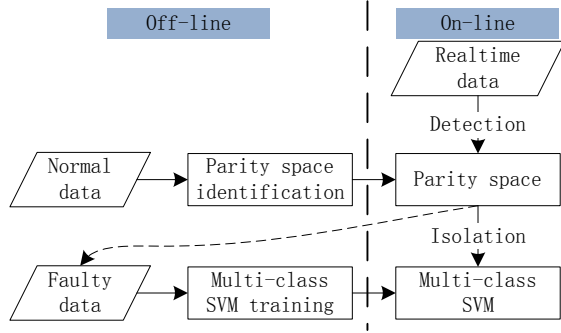 Off-line
On-line
Realtime
data
Detection
Normal
data
Parity space
identification
Parity space
Isolation
Faulty
data
Multi-class
SVM training
Multi-class
SVM